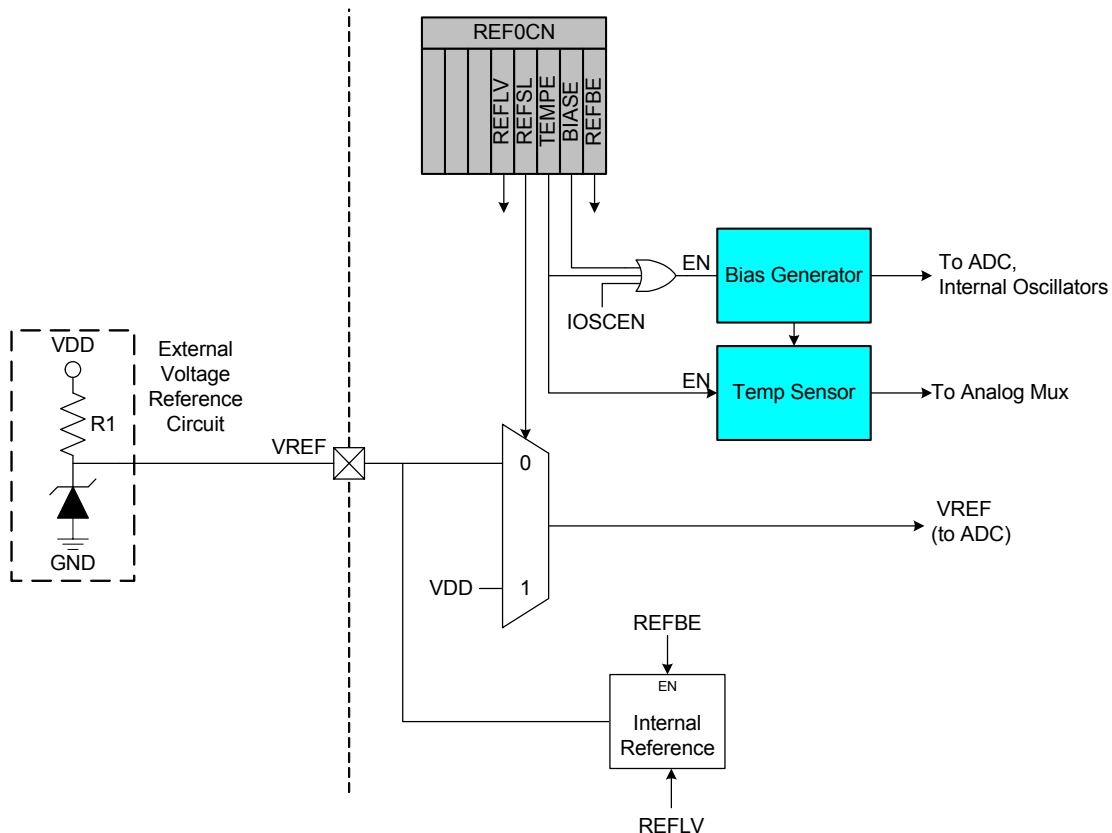 REF0CN
REFLV
REFSL
TEMPE
BIASE
REFBE
EN
Bias Generator
To ADC,
Internal Oscillators
IOSCEN
VDD
External
Voltage
Reference
Circuit
R1
GND
EN
Temp Sensor
To Analog Mux
VREF
0
VREF
(to ADC)
VDD
1
REFBE
EN
Internal
Reference
REFLV